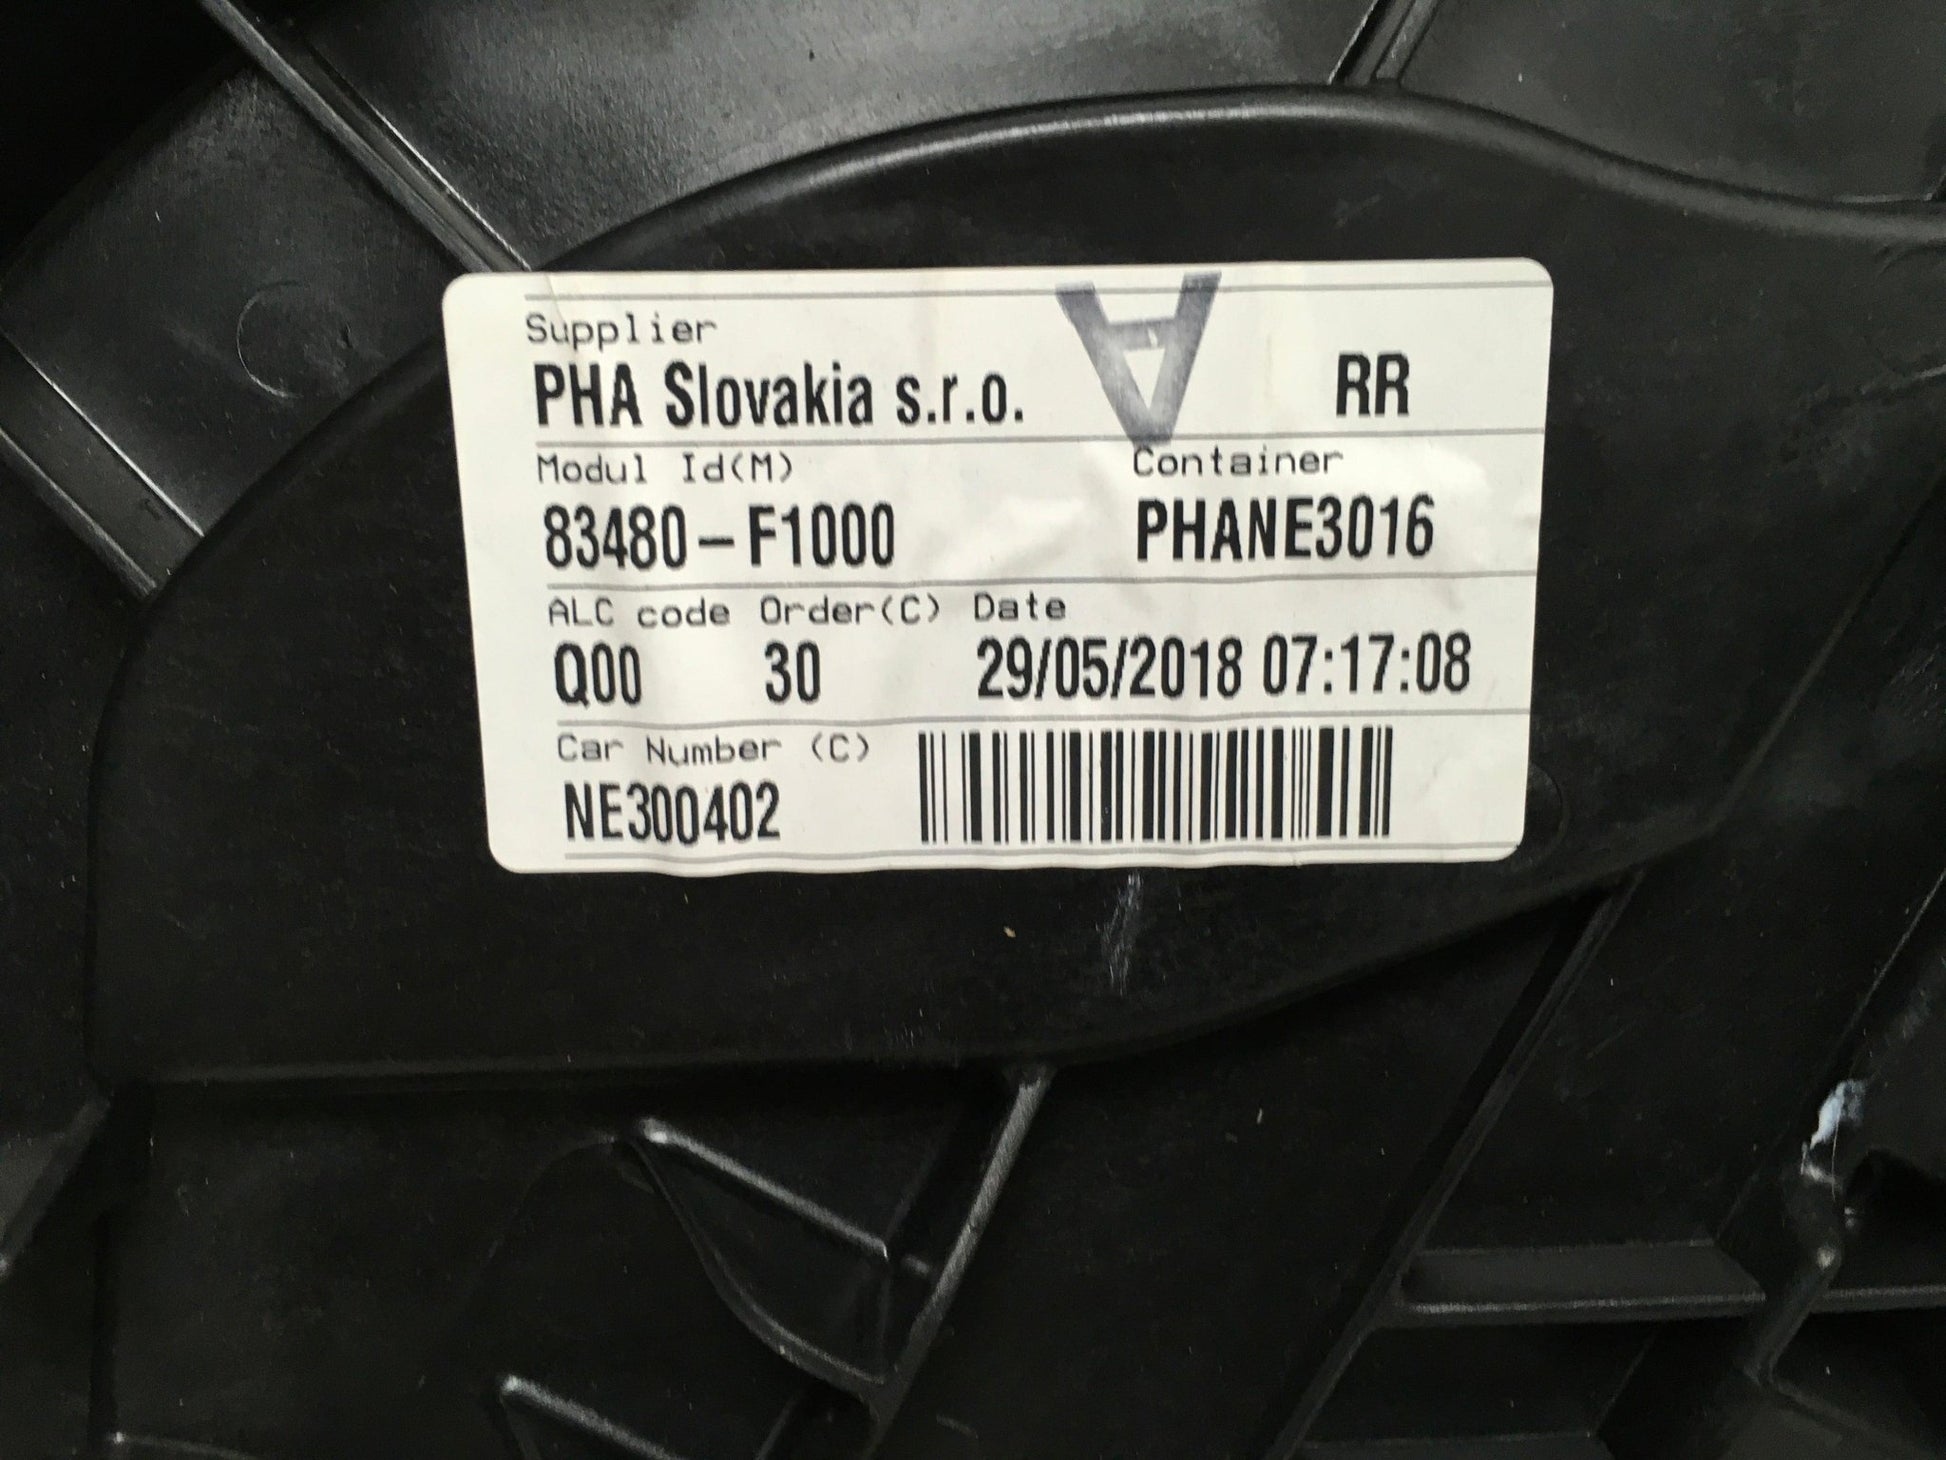 Supplier
PHA Slovakia s.r.o.
A
RR
Modul Id(M)
Container
83480-F1000
PHANE3016
ALC code Order(C) Date
Q00 30 29/05/2018 07:17:08
Car Number (C)
NE300402